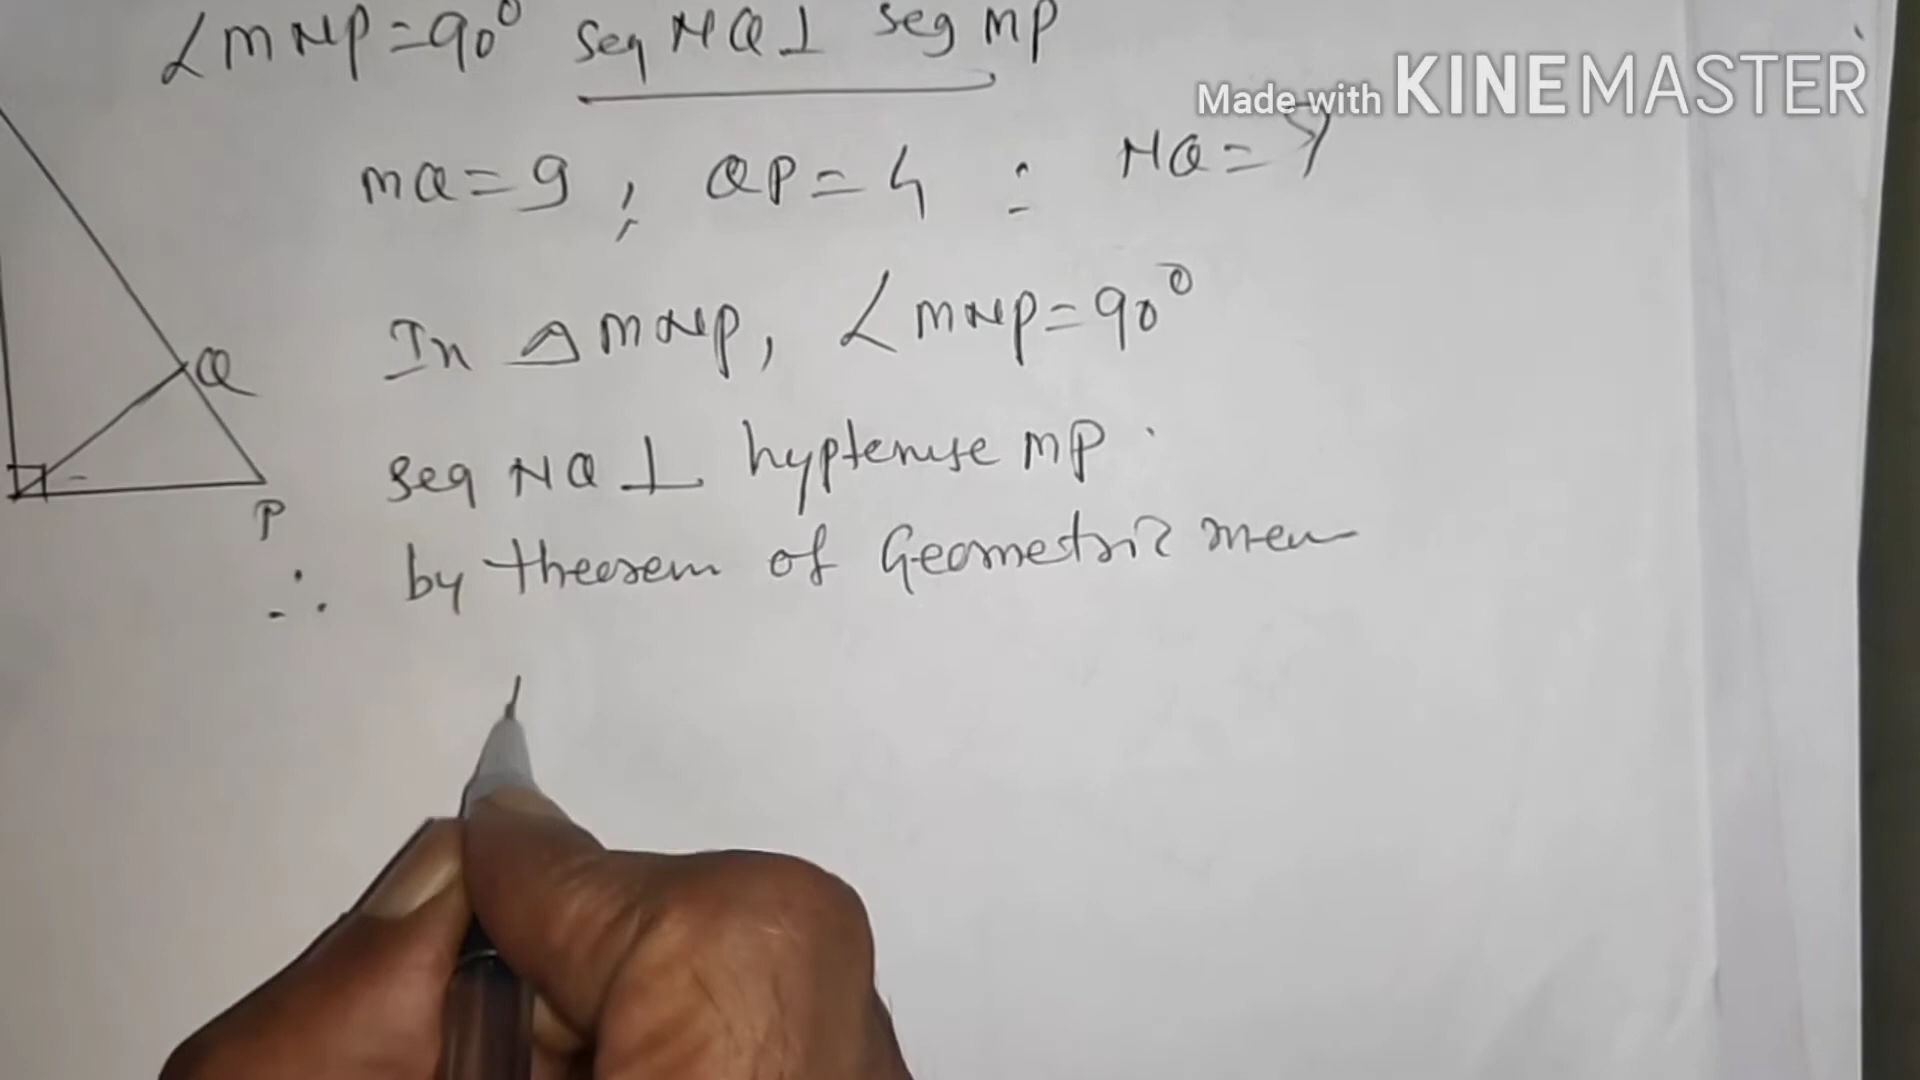 ∠MNP=90° seg NQ⊥ seg MP
Made with KINEMASTER
MQ=9 ; QP=4 : NQ=?
In △MNP, ∠MNP=90°
Q
seg NQ ⊥ hyptenuse MP.
P
∴ by theorem of Geometric mean